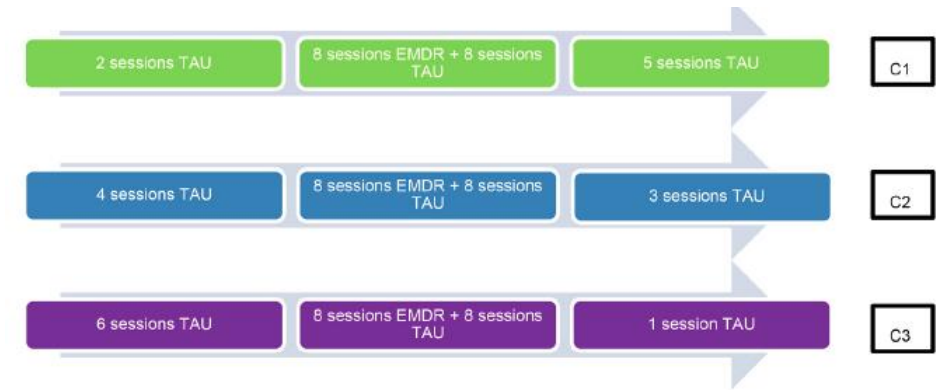 2 sessions TAU
8 sessions EMDR + 8 sessions
TAU
5 sessions TAU
C1
4 sessions TAU
8 sessions EMDR + 8 sessions
TAU
3 sessions TAU
C2
6 sessions TAU
8 sessions EMDR + 8 sessions
TAU
1 session TAU
C3